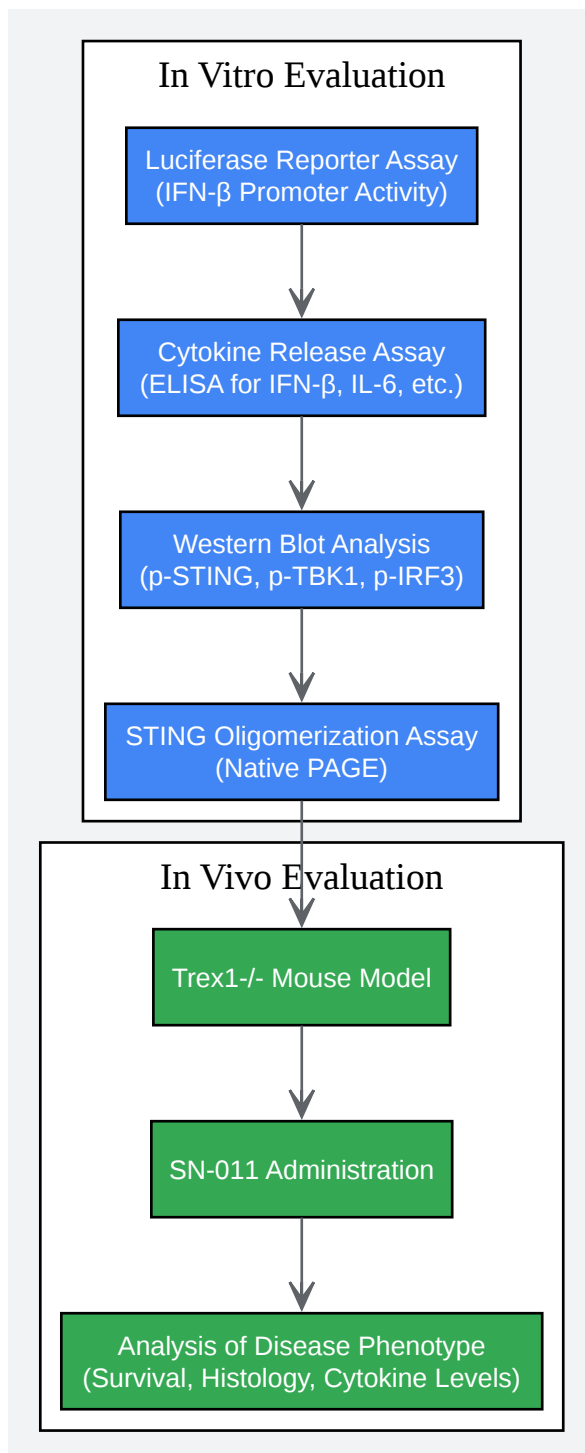 In Vitro Evaluation
Luciferase Reporter Assay
(IFN-β Promoter Activity)
Cytokine Release Assay
(ELISA for IFN-β, IL-6, etc.)
Western Blot Analysis
(p-STING, p-TBK1, p-IRF3)
STING Oligomerization Assay
(Native PAGE)
In Vivo Evaluation
Trex1-/- Mouse Model
SN-011 Administration
Analysis of Disease Phenotype
(Survival, Histology, Cytokine Levels)